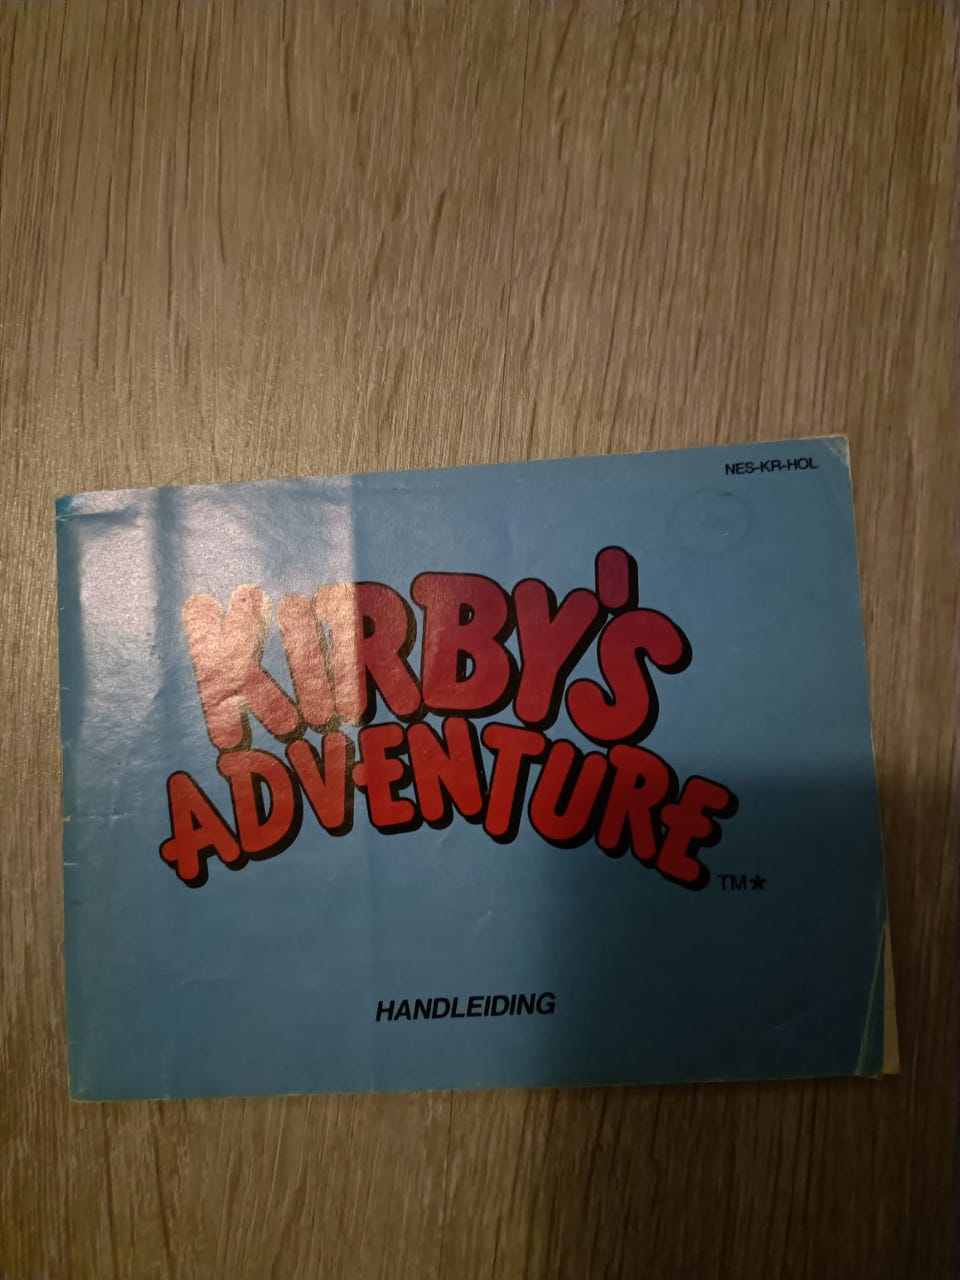 NES-KR-HOL
KIRBY'S
ADVENTURE
TM★
HANDLEIDING